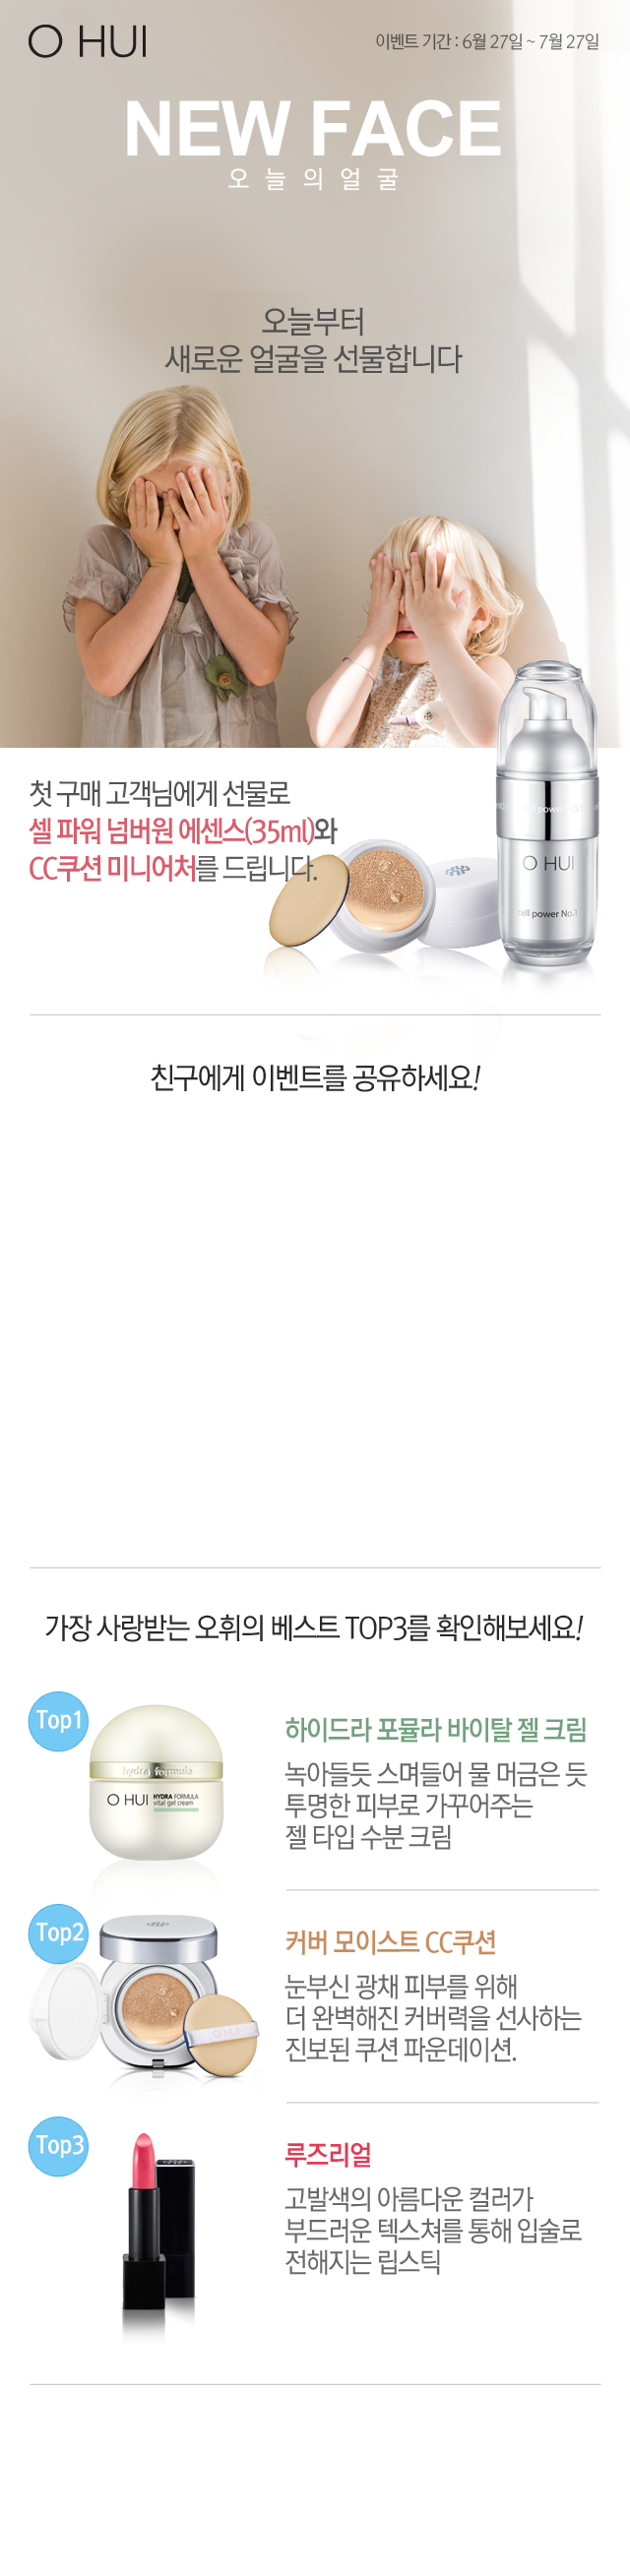 O HUI
이벤트 기간 : 6월 27일 ~ 7월 27일
NEW FACE
오늘의얼굴
오늘부터
새로운 얼굴을 선물합니다
첫 구매 고객님에게 선물로
셀 파워 넘버원 에센스(35ml)와
CC쿠션 미니어처를 드립니다.
O HUI
cell power No.1
친구에게 이벤트를 공유하세요!
가장 사랑받는 오휘의 베스트 TOP3를 확인해보세요!
Top1
hydra formula
O HUI HYDRA FORMULA
vital gel cream
하이드라 포뮬라 바이탈 젤 크림
녹아들듯 스며들어 물 머금은 듯
투명한 피부로 가꾸어주는
젤 타입 수분 크림
Top2
O HUI
커버 모이스트 CC쿠션
눈부신 광채 피부를 위해
더 완벽해진 커버력을 선사하는
진보된 쿠션 파운데이션.
Top3
루즈리얼
고발색의 아름다운 컬러가
부드러운 텍스쳐를 통해 입술로
전해지는 립스틱